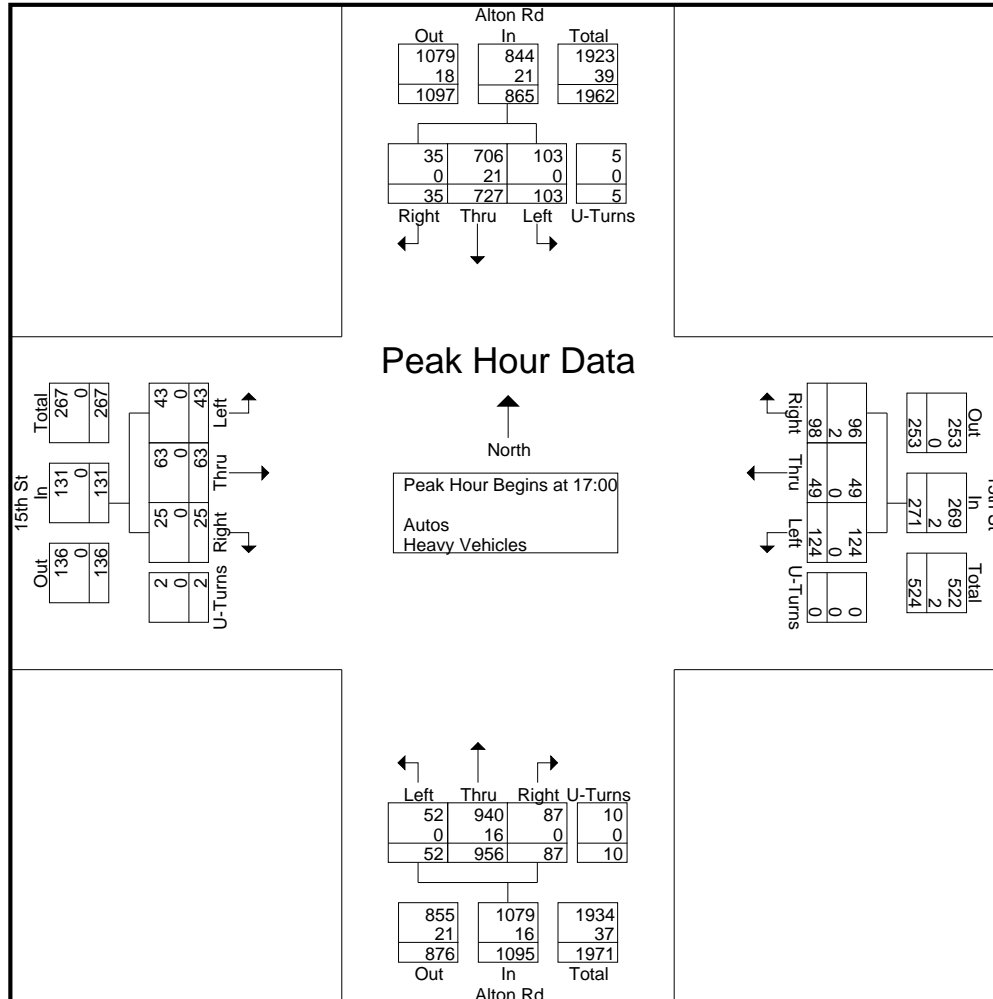 Alton Rd
Out In Total
1079 844 1923
18 21 39
1097 865 1962
35 706 103 5
0 21 0 0
35 727 103 5
Right Thru Left U-Turns
Peak Hour Data
North
Peak Hour Begins at 17:00
Autos
Heavy Vehicles
15th St
Total In Out
267 131 136
0 0 0
267 131 136
Left Thru Right U-Turns
43 63 25 2
0 0 0 0
43 63 25 2
Right Thru Left U-Turns
96 49 124 0
2 0 0 0
98 49 124 0
Out In Total
253 269 522
0 2 2
253 271 524
St
Left Thru Right U-Turns
52 940 87 10
0 16 0 0
52 956 87 10
855 1079 1934
21 16 37
876 1095 1971
Out In Total
Alton Rd